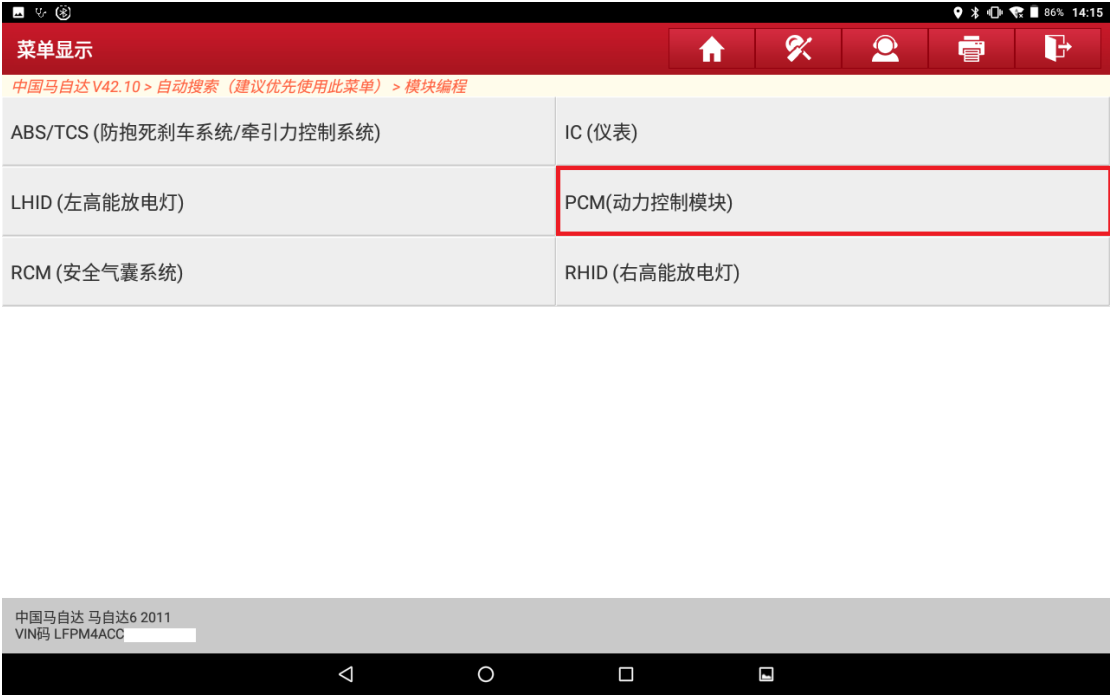 86% 14:15
菜单显示
中国马自达 V42.10 > 自动搜索（建议优先使用此菜单） > 模块编程
ABS/TCS (防抱死刹车系统/牵引力控制系统)
IC (仪表)
LHID (左高能放电灯)
PCM(动力控制模块)
RCM (安全气囊系统)
RHID (右高能放电灯)
中国马自达 马自达6 2011
VIN码 LFPM4ACC